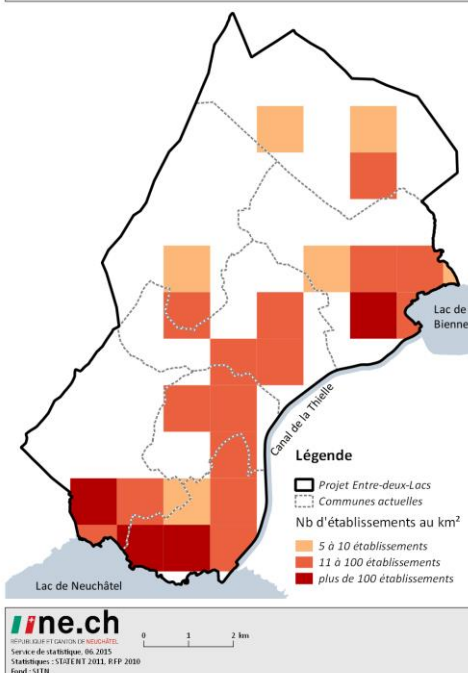 Lac de
Bienne
Canal de la Thielle
Légende
Projet Entre-deux-Lacs
Communes actuelles
Nb d'établissements au km²
5 à 10 établissements
11 à 100 établissements
plus de 100 établissements
Lac de Neuchâtel
ne.ch
RÉPUBLIQUE ET CANTON DE NEUCHÂTEL
0 1 2 km
Service de statistique, 06.2015
Statistiques : STATENT 2011, RFP 2010
Fond : SITN